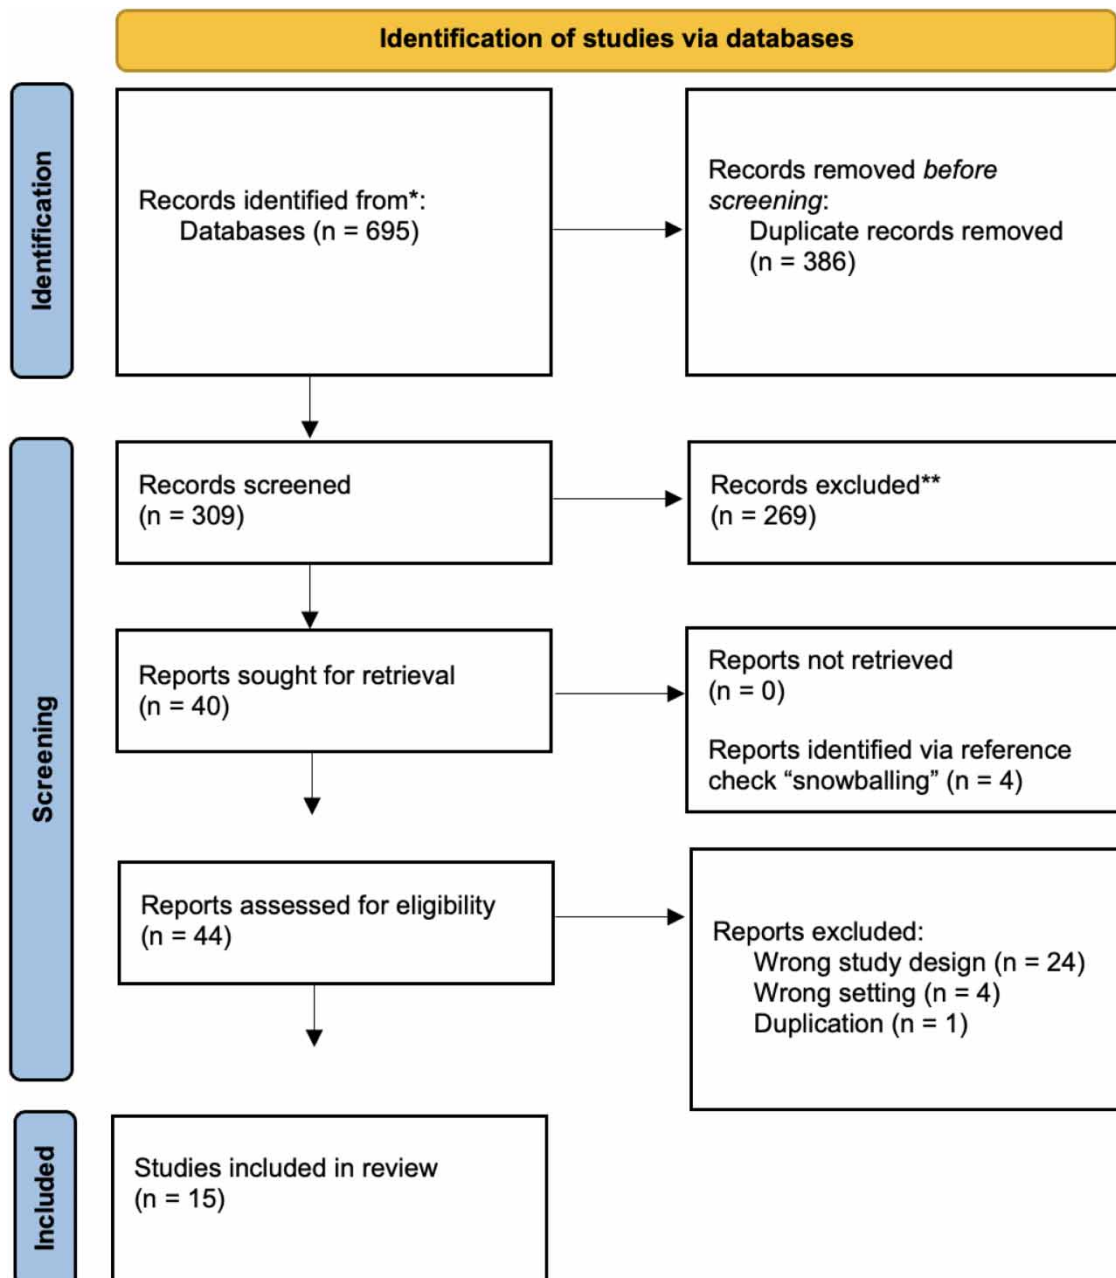 Identification of studies via databases
Identification
Records identified from*:
Databases (n = 695)
Records removed before
screening:
Duplicate records removed
(n = 386)
Screening
Records screened
(n = 309)
Records excluded**
(n = 269)
Reports sought for retrieval
(n = 40)
Reports not retrieved
(n = 0)
Reports identified via reference
check “snowballing” (n = 4)
Reports assessed for eligibility
(n = 44)
Reports excluded:
Wrong study design (n = 24)
Wrong setting (n = 4)
Duplication (n = 1)
Included
Studies included in review
(n = 15)